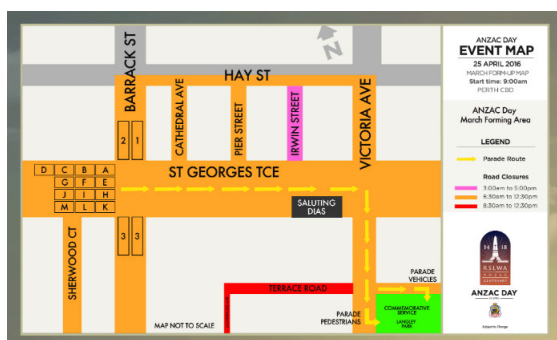 ANZAC DAY
EVENT MAP
25 APRIL 2016
MARCH FORM-UP MAP
Start time: 9:00am
PERTH CBD
ANZAC Day
March Forming Area
LEGEND
Parade Route
Road Closures
3:00am to 5:00pm
6:30am to 12:30pm
8:30am to 12:30pm
RSLWA
ANZAC DAY
BARRACK ST
HAY ST
N
CATHEDRAL AVE
PIER STREET
IRWIN STREET
VICTORIA AVE
2 1
ST GEORGES TCE
D C B A
G F E
J I H
M L K
SALUTING
DIAS
SHERWOOD CT
3 3
TERRACE ROAD
PARADE
VEHICLES
PARADE
PEDESTRIANS
COMMEMORATIVE
SERVICE
LANGLEY
PARK
MAP NOT TO SCALE